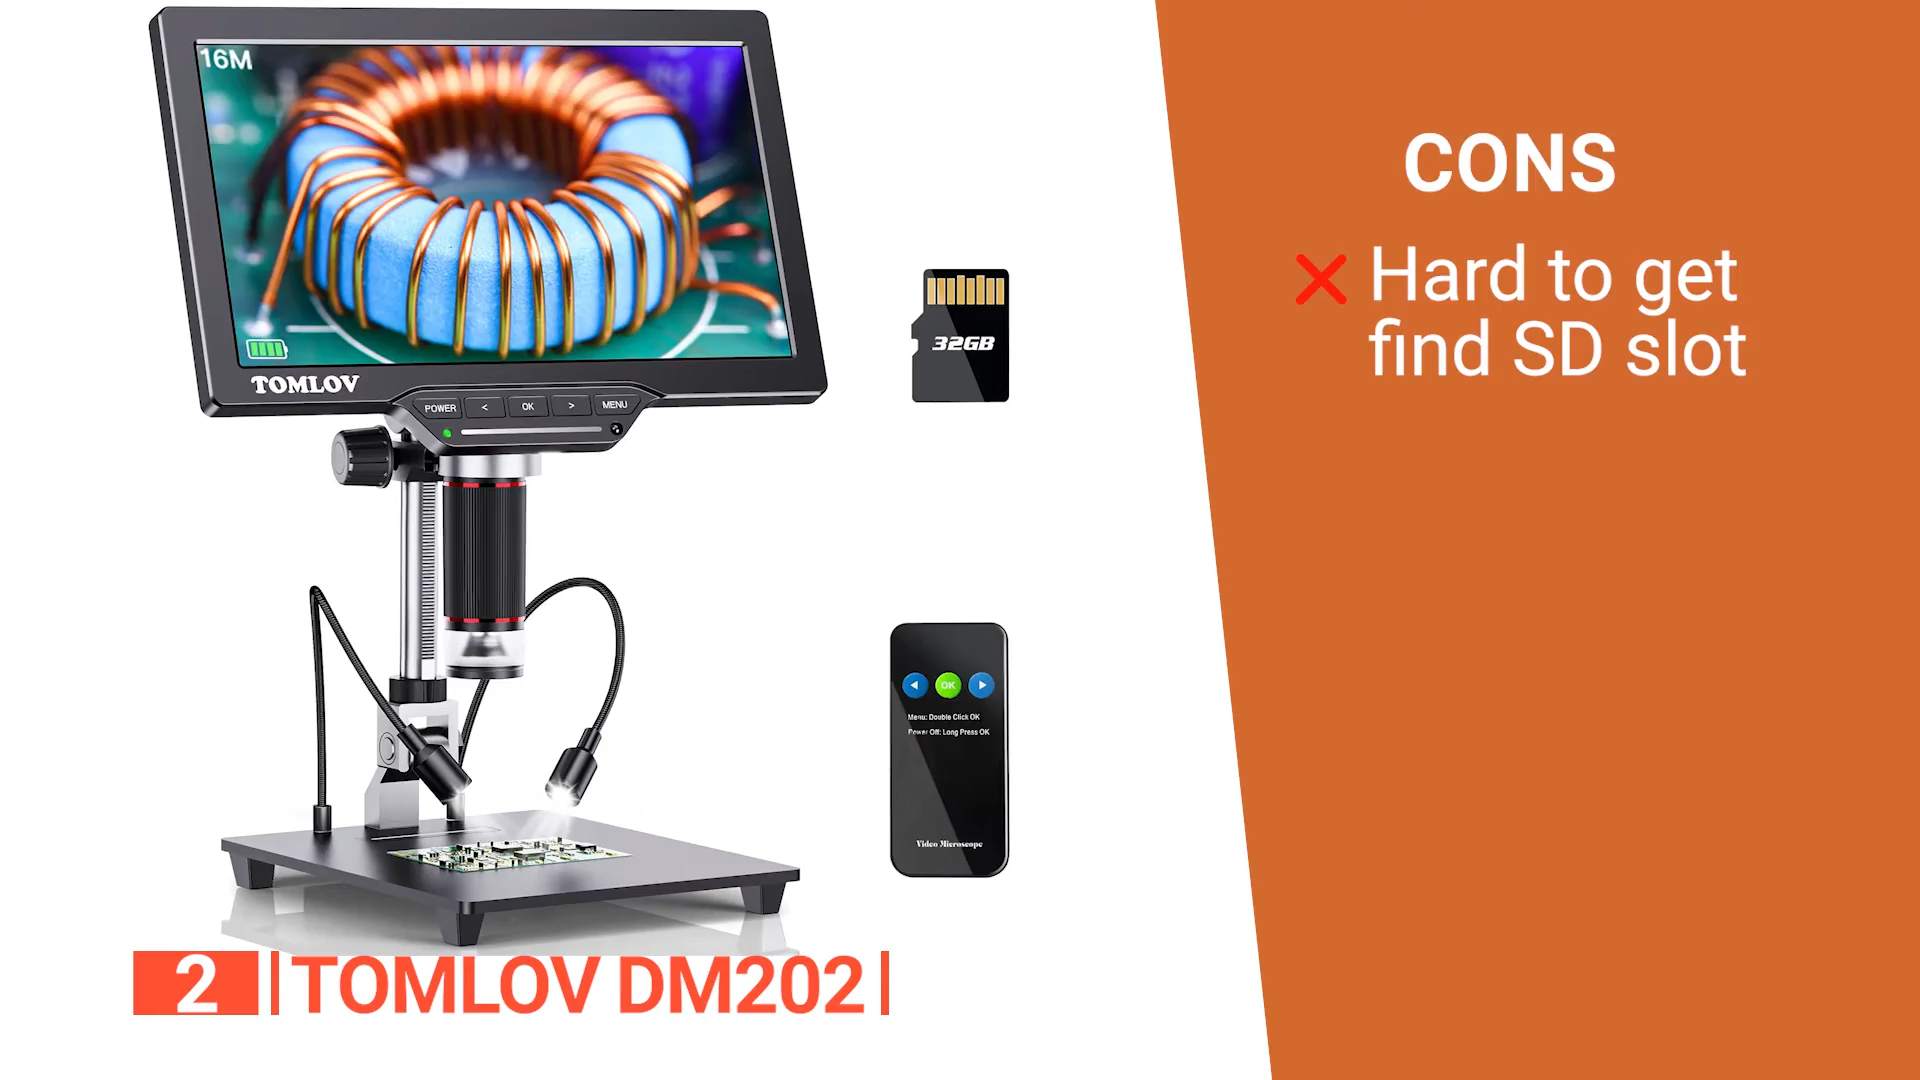 16M
TOMLOV
POWER < OK > MENU
32GB
OK
Menu: Double Click OK
Power Off: Long Press OK
Video Microscope
2 TOMLOV DM202
CONS
Hard to get
find SD slot